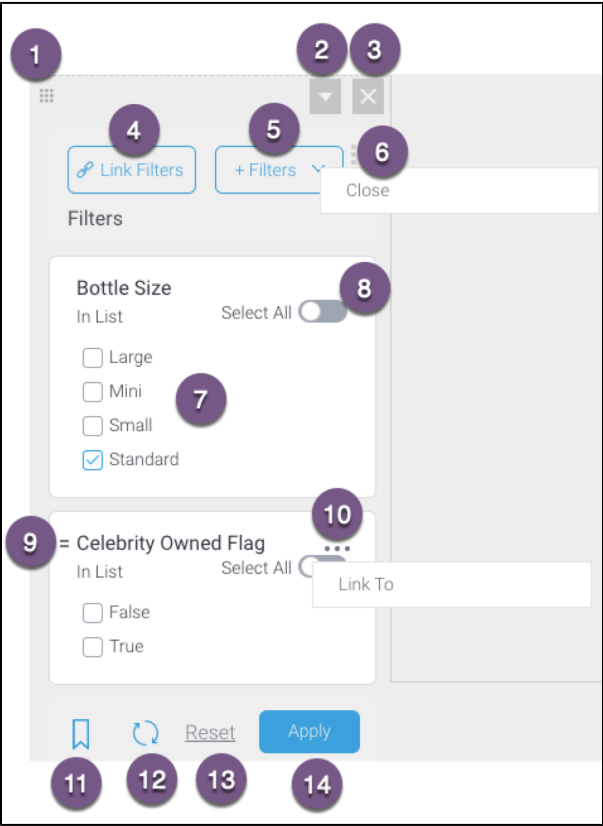 1 2 3
4 5 6
Link Filters + Filters
Close
Filters
Bottle Size 8
In List Select All
Large
Mini 7
Small
Standard
10
9 = Celebrity Owned Flag ...
In List Select All
Link To
False
True
Reset Apply
11 12 13 14